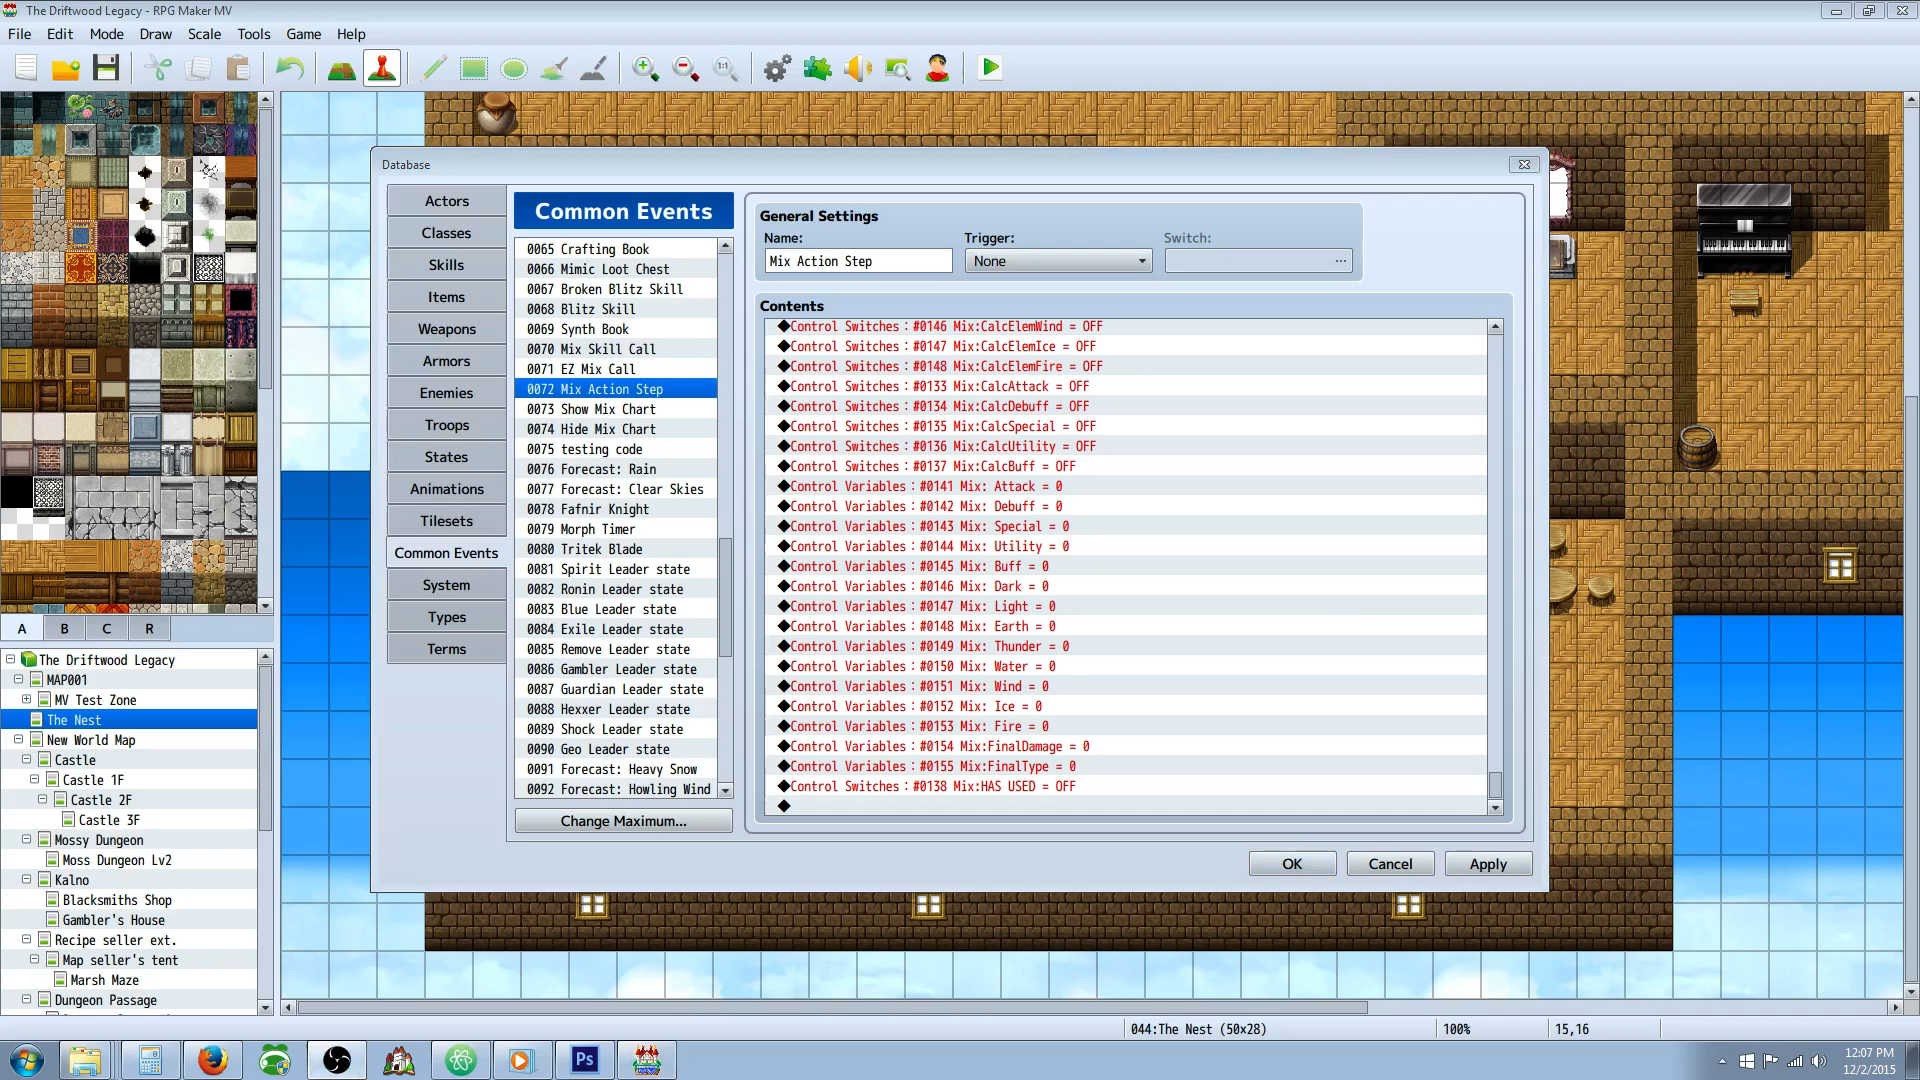 The Driftwood Legacy - RPG Maker MV
File Edit Mode Draw Scale Tools Game Help
1:1
Database
Actors
Classes
Skills
Items
Weapons
Armors
Enemies
Troops
States
Animations
Tilesets
Common Events
System
Types
Terms
Common Events
0065 Crafting Book
0066 Mimic Loot Chest
0067 Broken Blitz Skill
0068 Blitz Skill
0069 Synth Book
0070 Mix Skill Call
0071 EZ Mix Call
0072 Mix Action Step
0073 Show Mix Chart
0074 Hide Mix Chart
0075 testing code
0076 Forecast: Rain
0077 Forecast: Clear Skies
0078 Fafnir Knight
0079 Morph Timer
0080 Tritek Blade
0081 Spirit Leader state
0082 Ronin Leader state
0083 Blue Leader state
0084 Exile Leader state
0085 Remove Leader state
0086 Gambler Leader state
0087 Guardian Leader state
0088 Hexxer Leader state
0089 Shock Leader state
0090 Geo Leader state
0091 Forecast: Heavy Snow
0092 Forecast: Howling Wind
Change Maximum...
General Settings
Name: Trigger: Switch:
Mix Action Step None ...
Contents
◆Control Switches：#0146 Mix:CalcElemWind = OFF
◆Control Switches：#0147 Mix:CalcElemIce = OFF
◆Control Switches：#0148 Mix:CalcElemFire = OFF
◆Control Switches：#0133 Mix:CalcAttack = OFF
◆Control Switches：#0134 Mix:CalcDebuff = OFF
◆Control Switches：#0135 Mix:CalcSpecial = OFF
◆Control Switches：#0136 Mix:CalcUtility = OFF
◆Control Switches：#0137 Mix:CalcBuff = OFF
◆Control Variables：#0141 Mix: Attack = 0
◆Control Variables：#0142 Mix: Debuff = 0
◆Control Variables：#0143 Mix: Special = 0
◆Control Variables：#0144 Mix: Utility = 0
◆Control Variables：#0145 Mix: Buff = 0
◆Control Variables：#0146 Mix: Dark = 0
◆Control Variables：#0147 Mix: Light = 0
◆Control Variables：#0148 Mix: Earth = 0
◆Control Variables：#0149 Mix: Thunder = 0
◆Control Variables：#0150 Mix: Water = 0
◆Control Variables：#0151 Mix: Wind = 0
◆Control Variables：#0152 Mix: Ice = 0
◆Control Variables：#0153 Mix: Fire = 0
◆Control Variables：#0154 Mix:FinalDamage = 0
◆Control Variables：#0155 Mix:FinalType = 0
◆Control Switches：#0138 Mix:HAS USED = OFF
◆
OK Cancel Apply
A B C R
The Driftwood Legacy
MAP001
MV Test Zone
The Nest
New World Map
Castle
Castle 1F
Castle 2F
Castle 3F
Mossy Dungeon
Moss Dungeon Lv2
Kalno
Blacksmiths Shop
Gambler's House
Recipe seller ext.
Map seller's tent
Marsh Maze
Dungeon Passage
044:The Nest (50x28) 100% 15,16
Ps
12:07 PM
12/2/2015